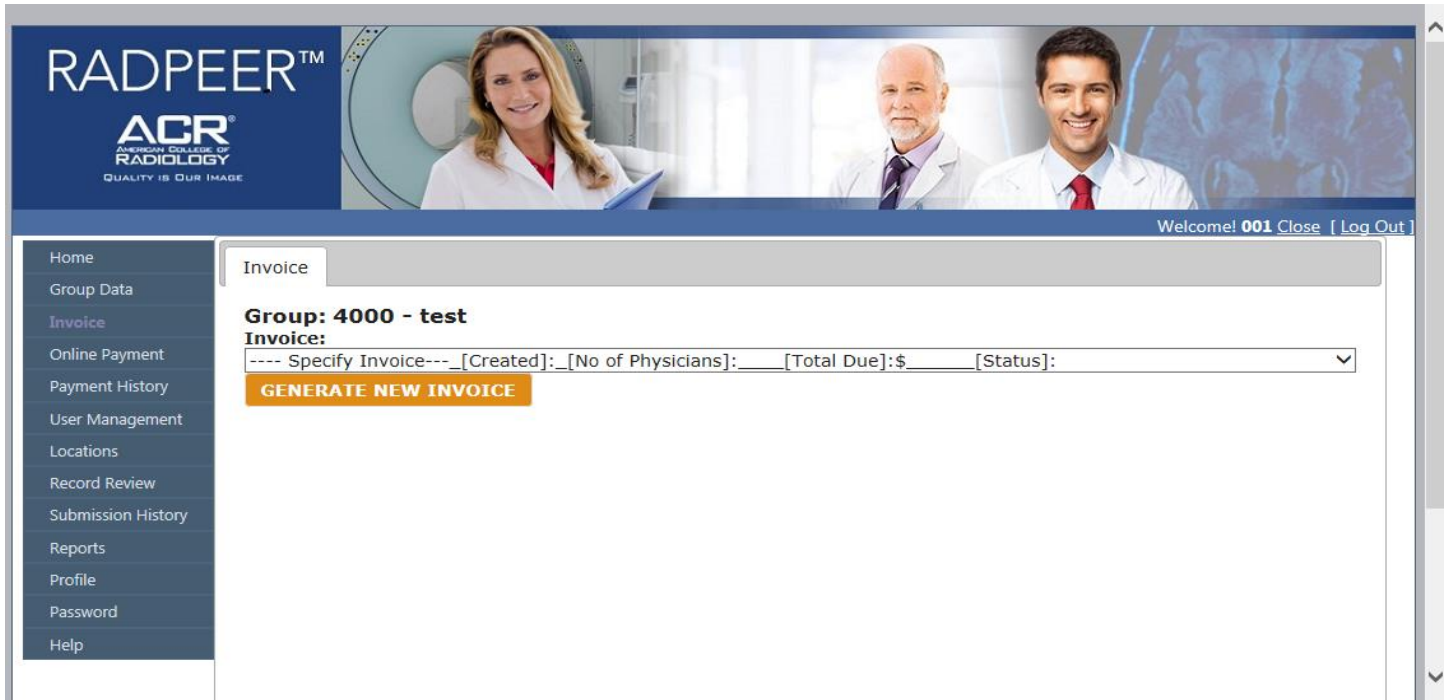 RADPEER™
ACR®
AMERICAN COLLEGE OF
RADIOLOGY
QUALITY IS OUR IMAGE
Welcome! 001 Close [ Log Out ]
Home
Group Data
Invoice
Online Payment
Payment History
User Management
Locations
Record Review
Submission History
Reports
Profile
Password
Help
Invoice
Group: 4000 - test
Invoice:
---- Specify Invoice---_[Created]:_[No of Physicians]:____[Total Due]:$______[Status]:
GENERATE NEW INVOICE